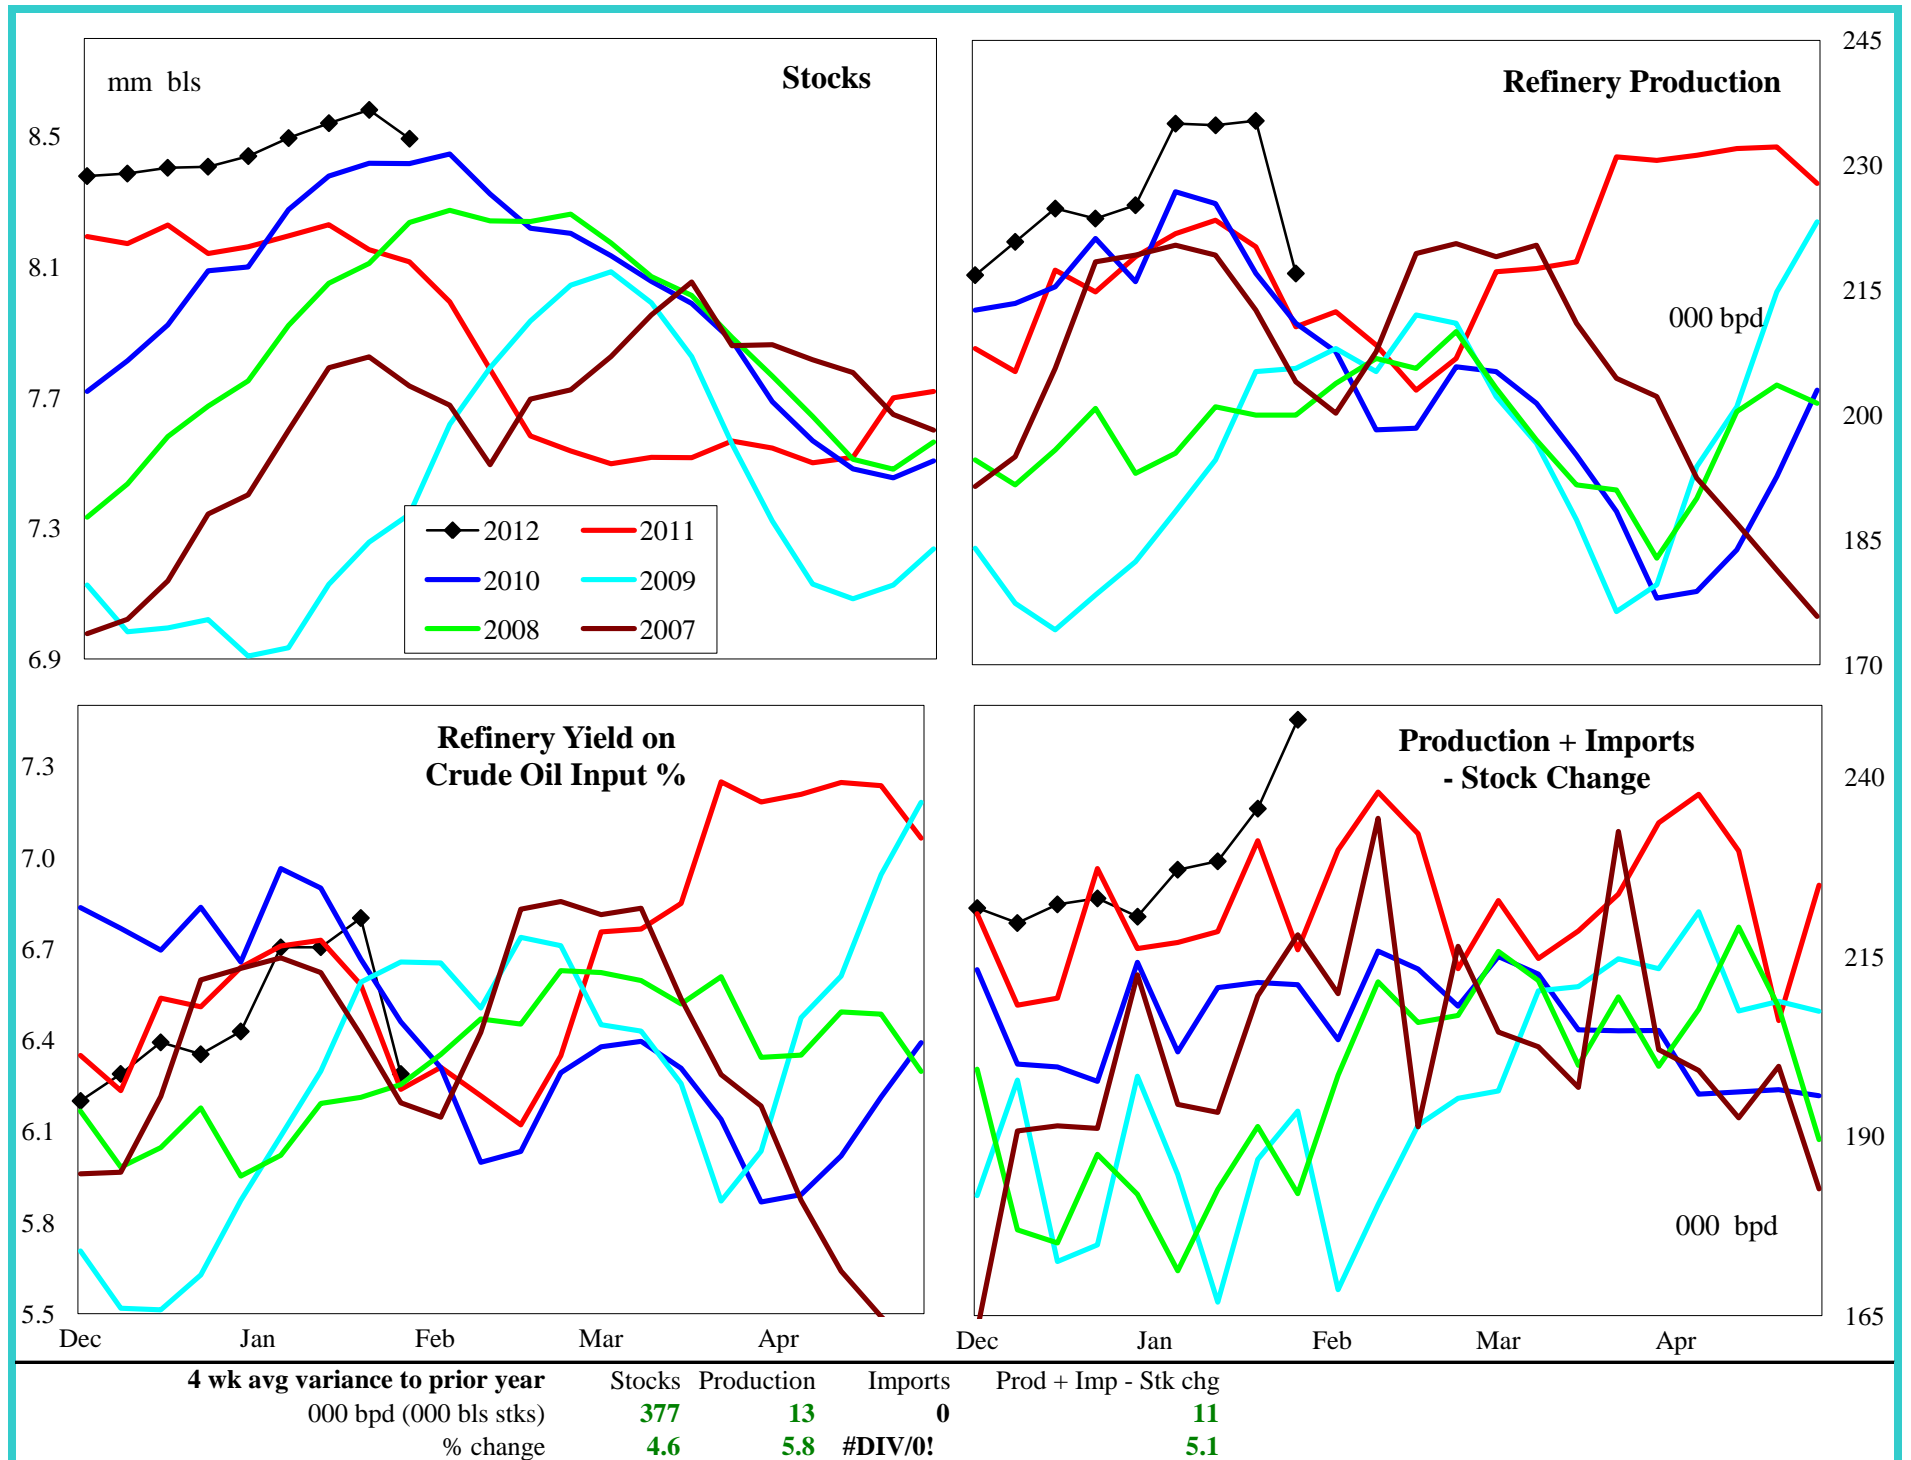 mm bls
Stocks
8.5
8.1
7.7
7.3
6.9
2012
2011
2010
2009
2008
2007
Refinery Production
000 bpd
245
230
215
200
185
170
Refinery Yield on
Crude Oil Input %
7.3
7.0
6.7
6.4
6.1
5.8
5.5
Dec Jan Feb Mar Apr
Production + Imports
- Stock Change
000 bpd
240
215
190
165
Dec Jan Feb Mar Apr
4 wk avg variance to prior year Stocks Production Imports Prod + Imp - Stk chg
000 bpd (000 bls stks) 377 13 0 11
% change 4.6 5.8 #DIV/0! 5.1